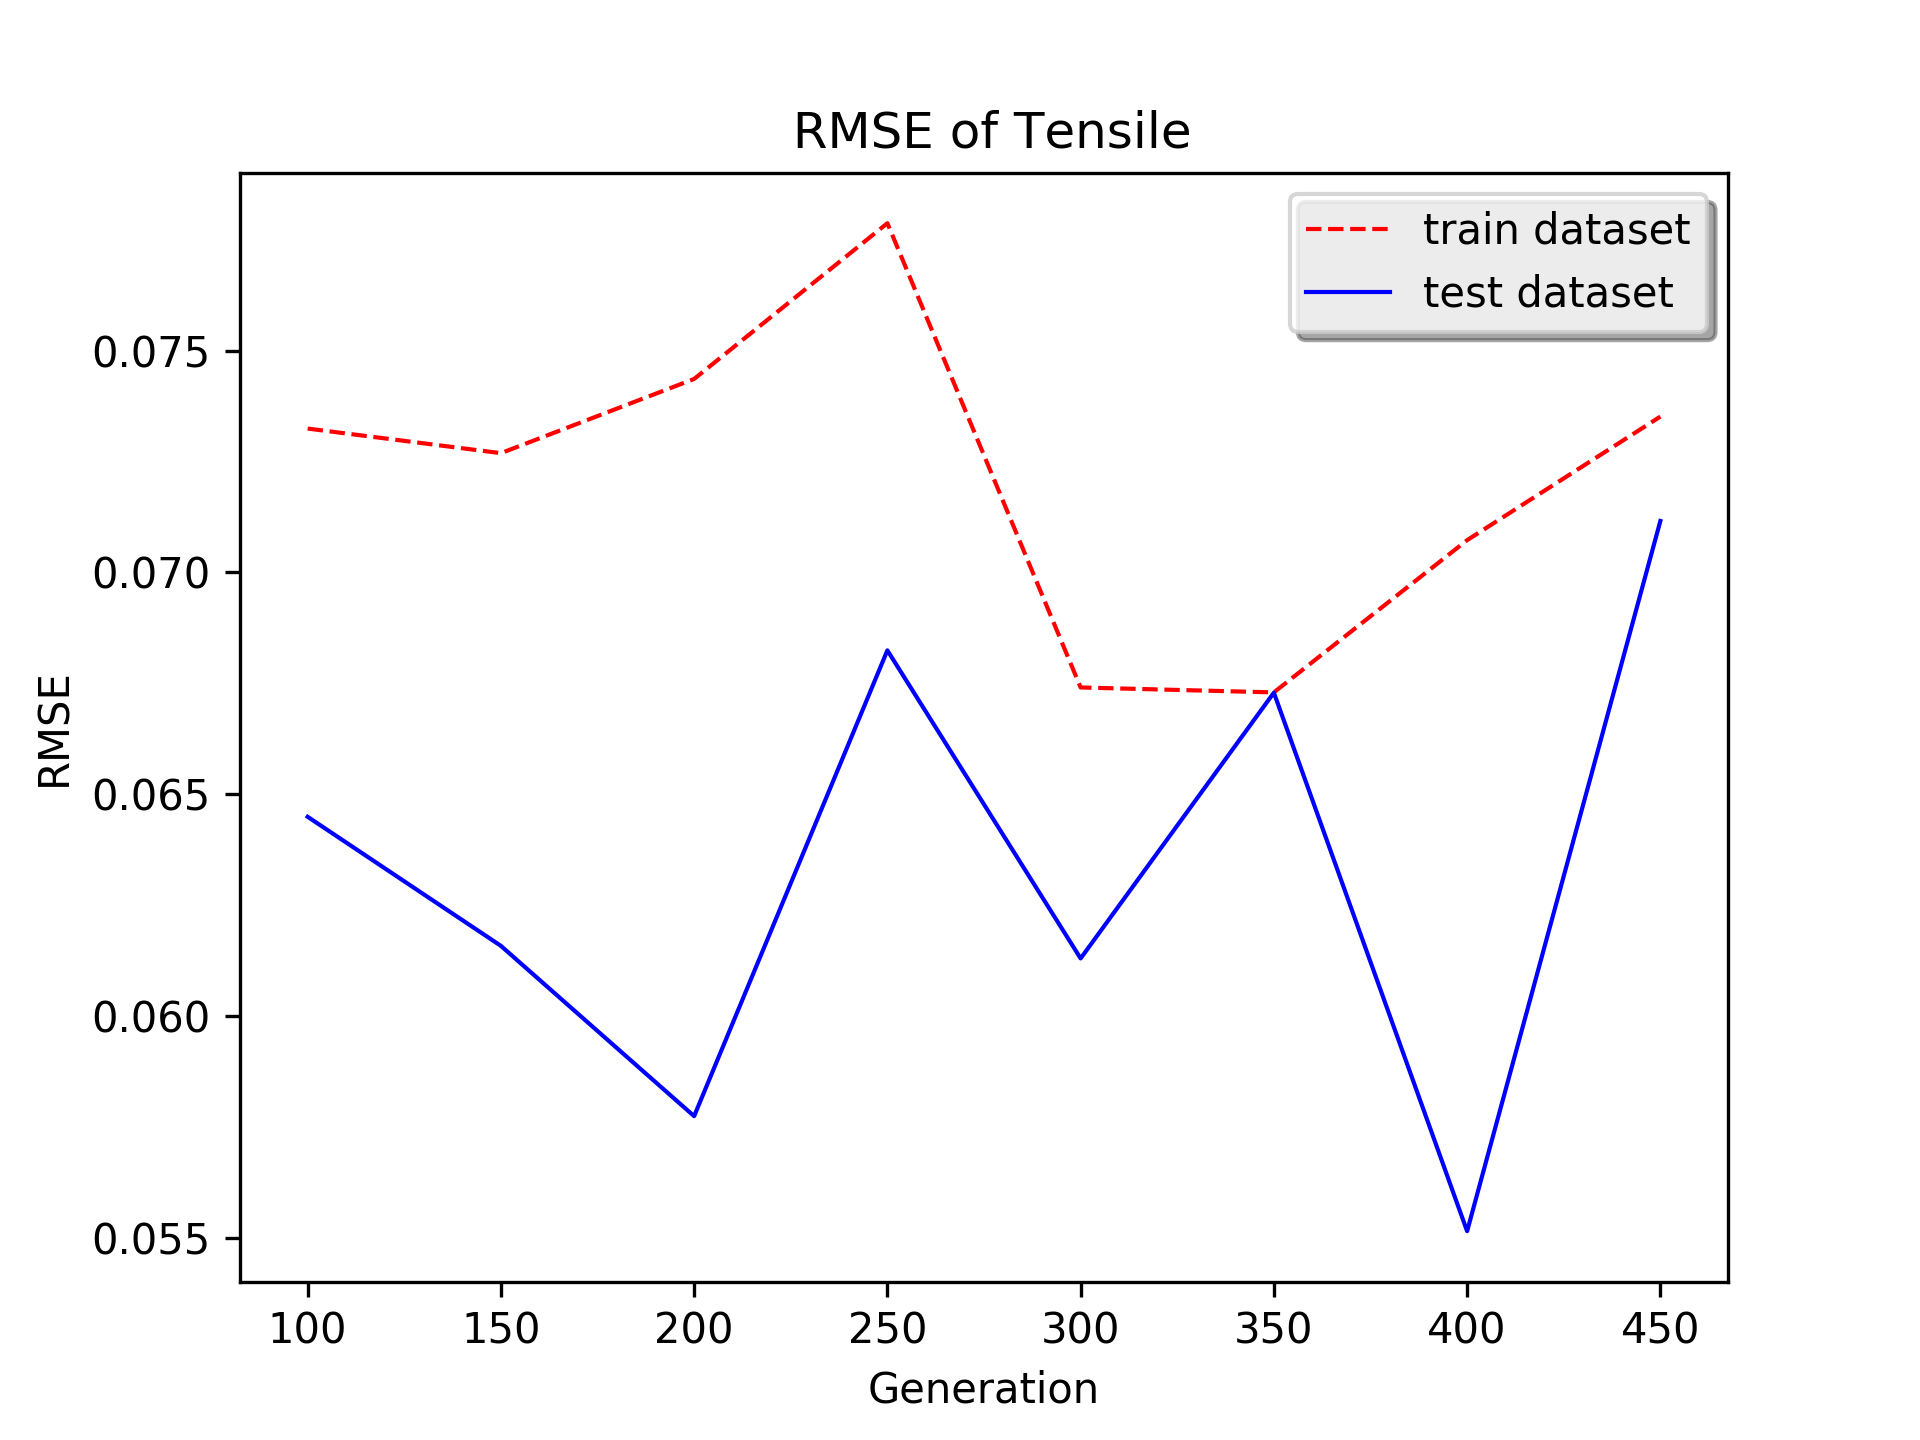 RMSE of Tensile
train dataset
test dataset
0.075
0.070
0.065
0.060
0.055
RMSE
100 150 200 250 300 350 400 450
Generation